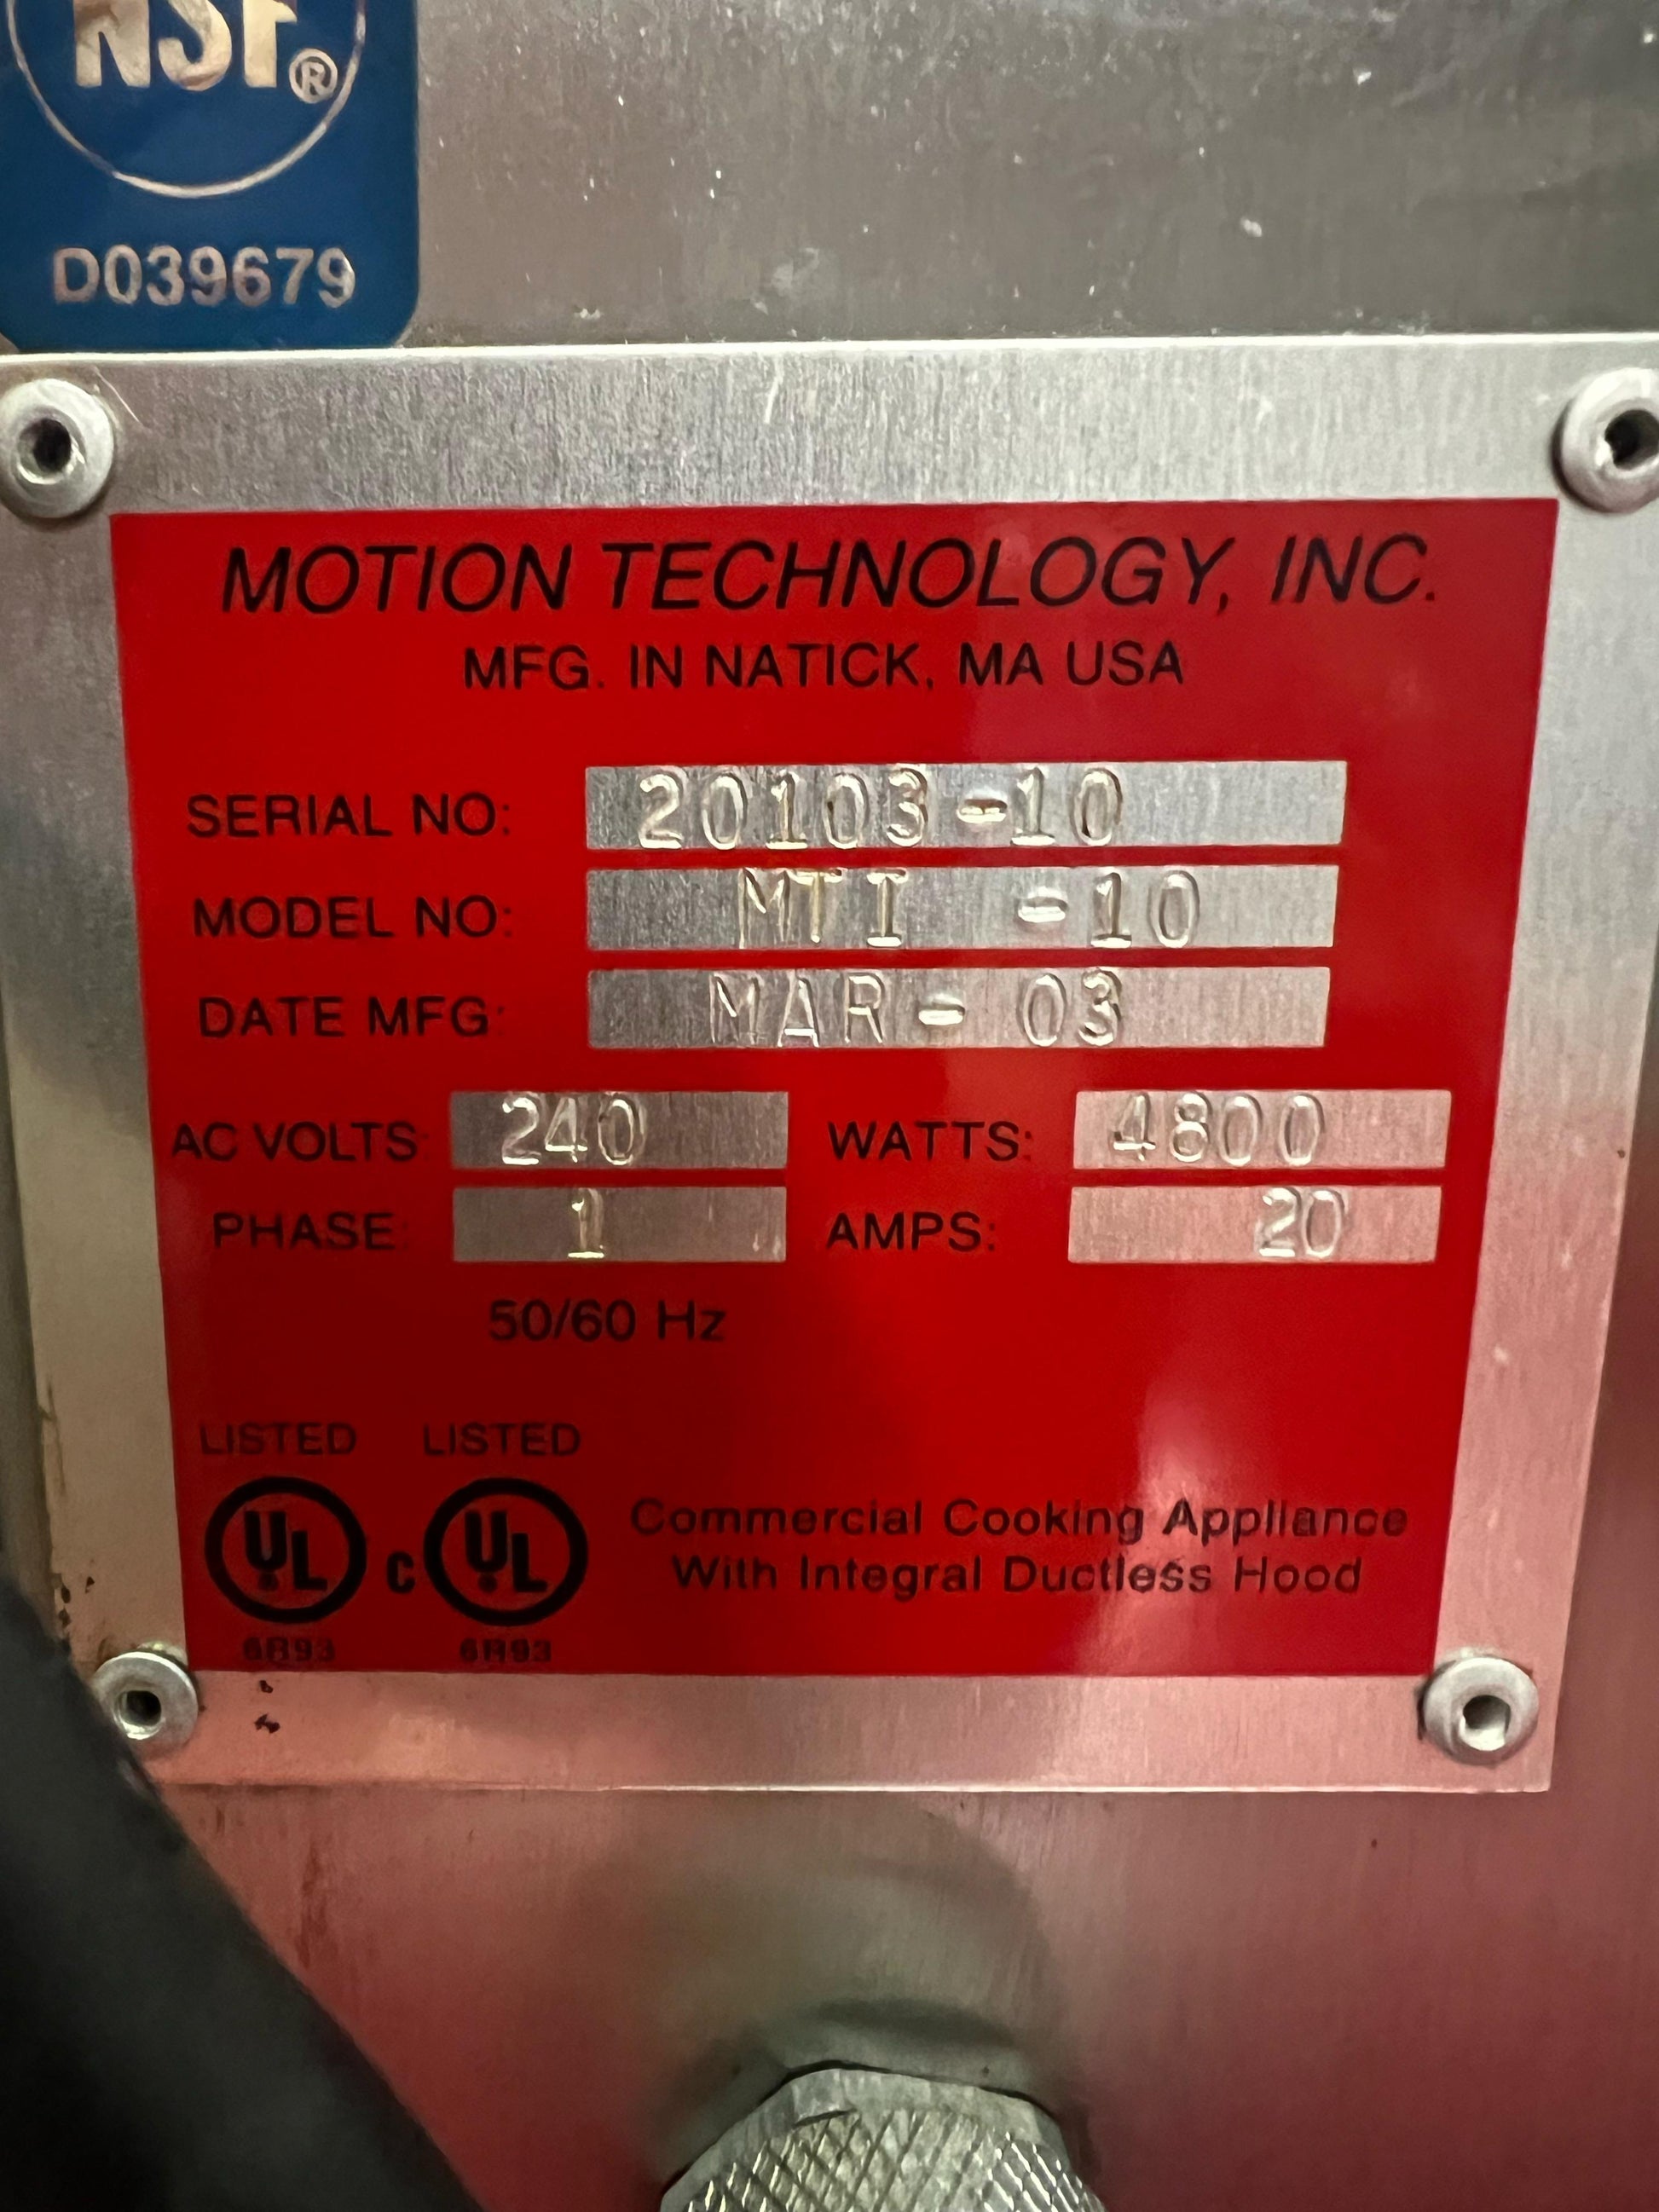 NSF®
D039679
MOTION TECHNOLOGY, INC.
MFG. IN NATICK, MA USA
SERIAL NO: 20103-10
MODEL NO: MTI -10
DATE MFG: MAR- 03
AC VOLTS 240 WATTS: 4800
PHASE: 1 AMPS: 20
50/60 Hz
LISTED LISTED
UL c UL
Commercial Cooking Appliance
With Integral Ductless Hood
6R93 6R93